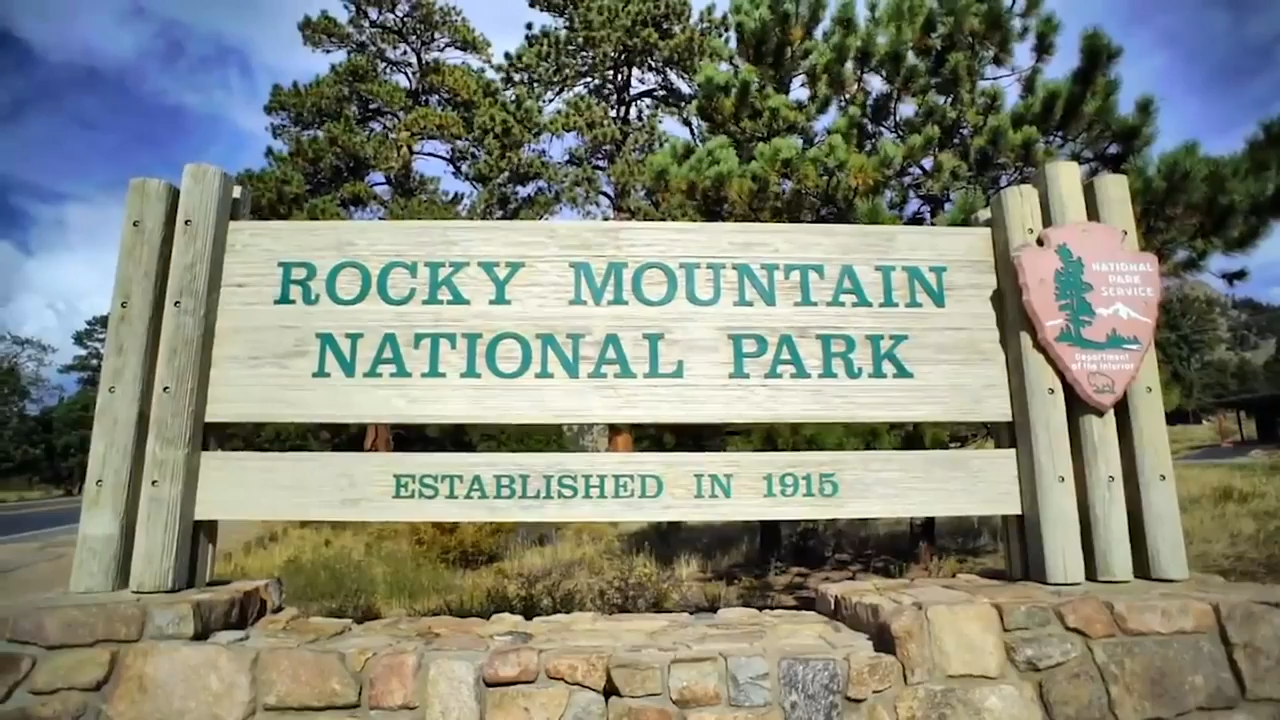 ROCKY MOUNTAIN
NATIONAL PARK
ESTABLISHED IN 1915
NATIONAL
PARK
SERVICE
Department
of the Interior